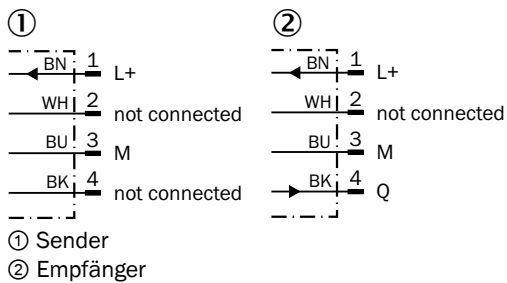 ① ②
BN 1 L+ BN 1 L+
WH 2 not connected WH 2 not connected
BU 3 M BU 3 M
BK 4 not connected BK 4 Q
① Sender
② Empfänger